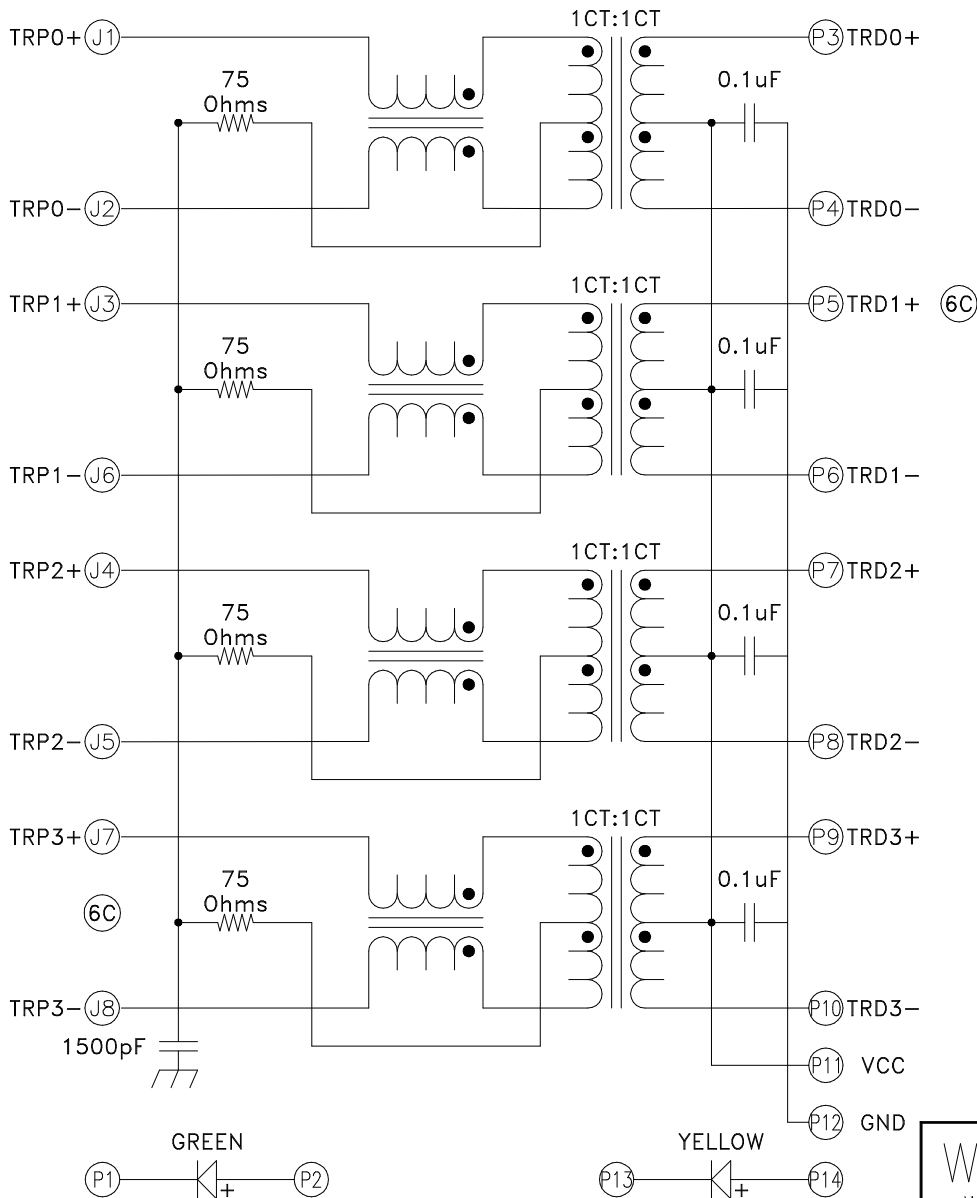 1CT:1CT
TRP0+ J1 P3 TRD0+
75 0.1uF
Ohms
TRP0- J2 P4 TRD0-
1CT:1CT
TRP1+ J3 P5 TRD1+ 6C
75 0.1uF
Ohms
TRP1- J6 P6 TRD1-
1CT:1CT
TRP2+ J4 P7 TRD2+
75 0.1uF
Ohms
TRP2- J5 P8 TRD2-
1CT:1CT
TRP3+ J7 P9 TRD3+
75 0.1uF
6C Ohms
TRP3- J8 P10 TRD3-
1500pF
P11 VCC
P12 GND
GREEN YELLOW
P1 + P2 P13 + P14
W